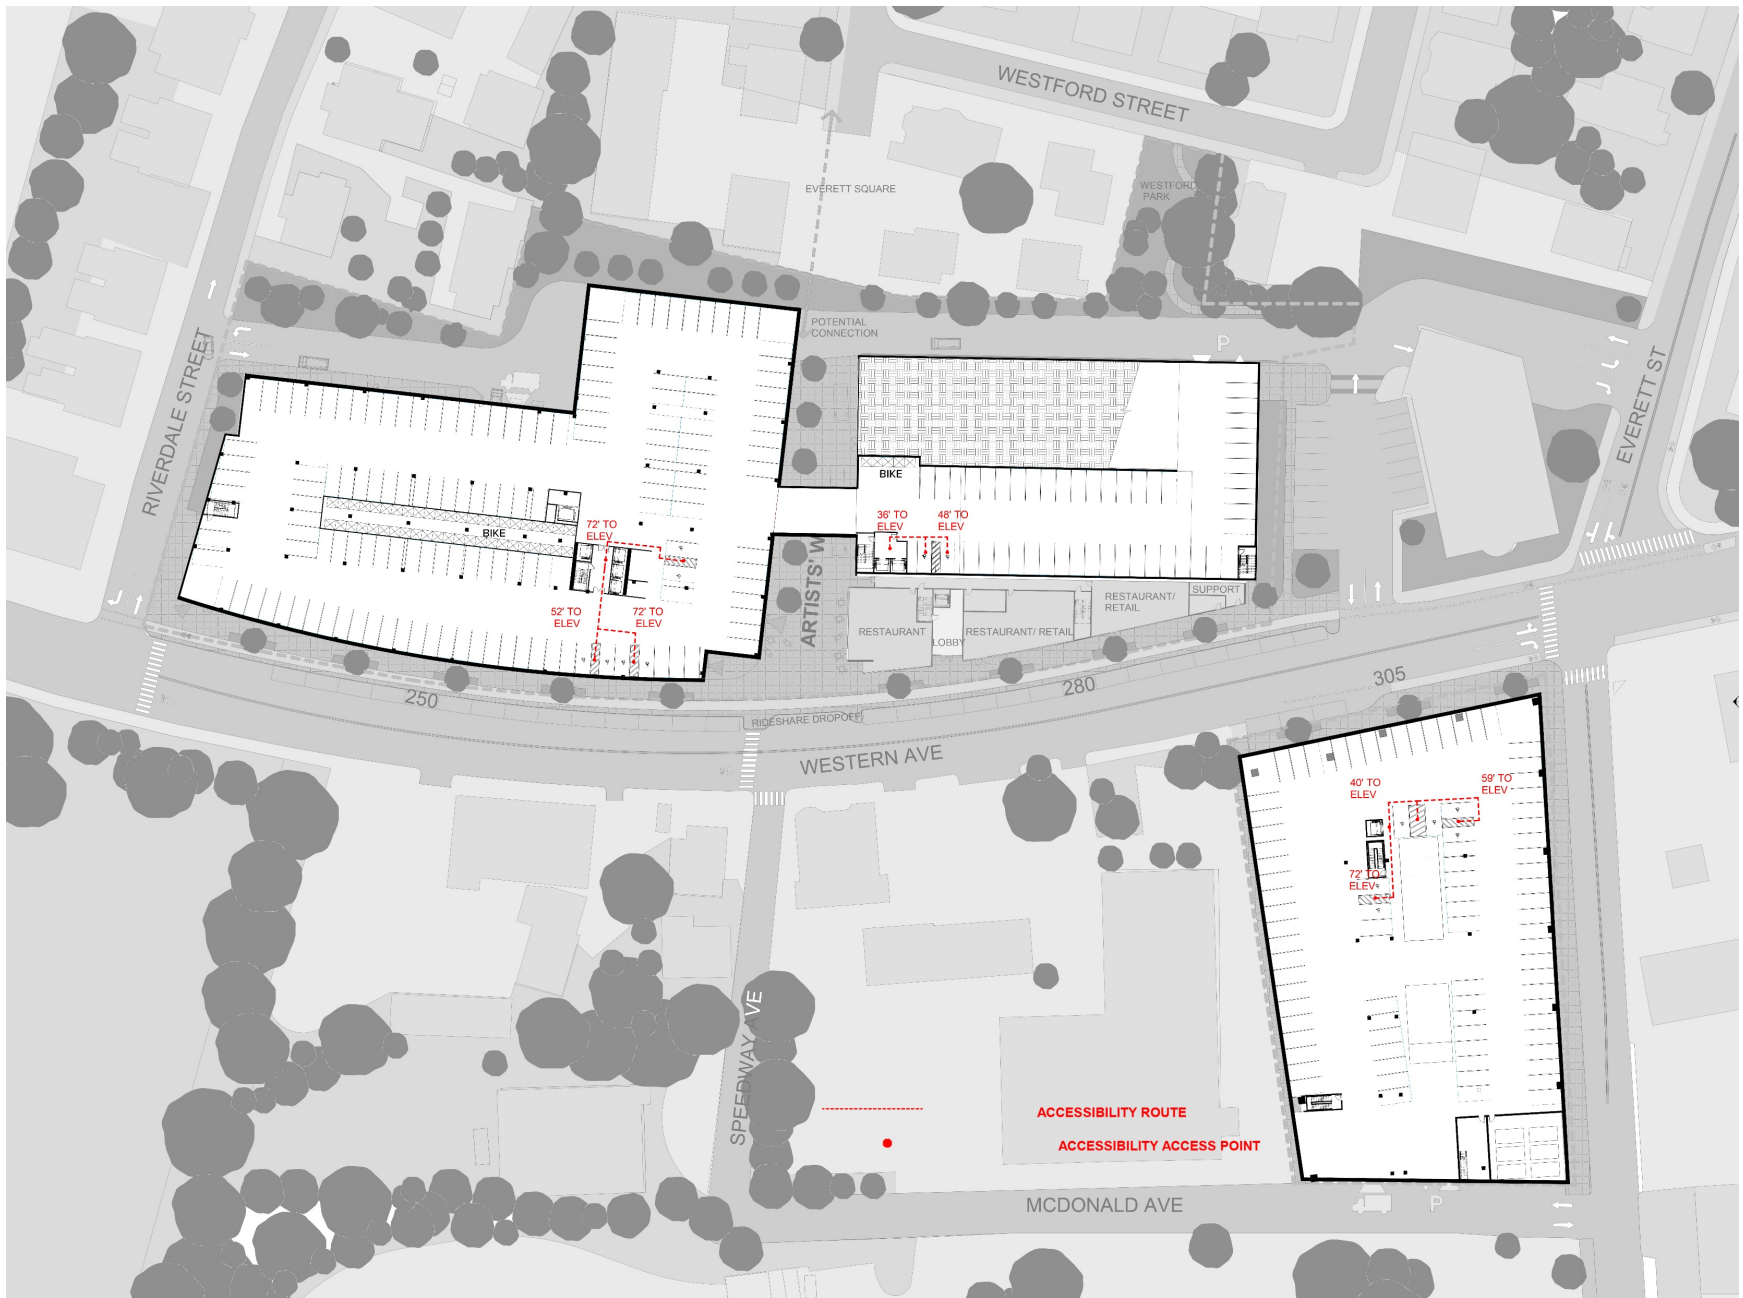 WESTFORD STREET
EVERETT SQUARE
WESTFORD
PARK
POTENTIAL
CONNECTION
P
RIVERDALE STREET
EVERETT ST
BIKE
BIKE
72' TO
ELEV
36' TO
ELEV
48' TO
ELEV
52' TO
ELEV
72' TO
ELEV
ARTISTS' W
RESTAURANT
LOBBY
RESTAURANT/ RETAIL
RESTAURANT/
RETAIL
SUPPORT
250
280
305
RIDESHARE DROPOFF
WESTERN AVE
40' TO
ELEV
59' TO
ELEV
72' TO
ELEV
SPEEDWAY AVE
ACCESSIBILITY ROUTE
ACCESSIBILITY ACCESS POINT
MCDONALD AVE
P